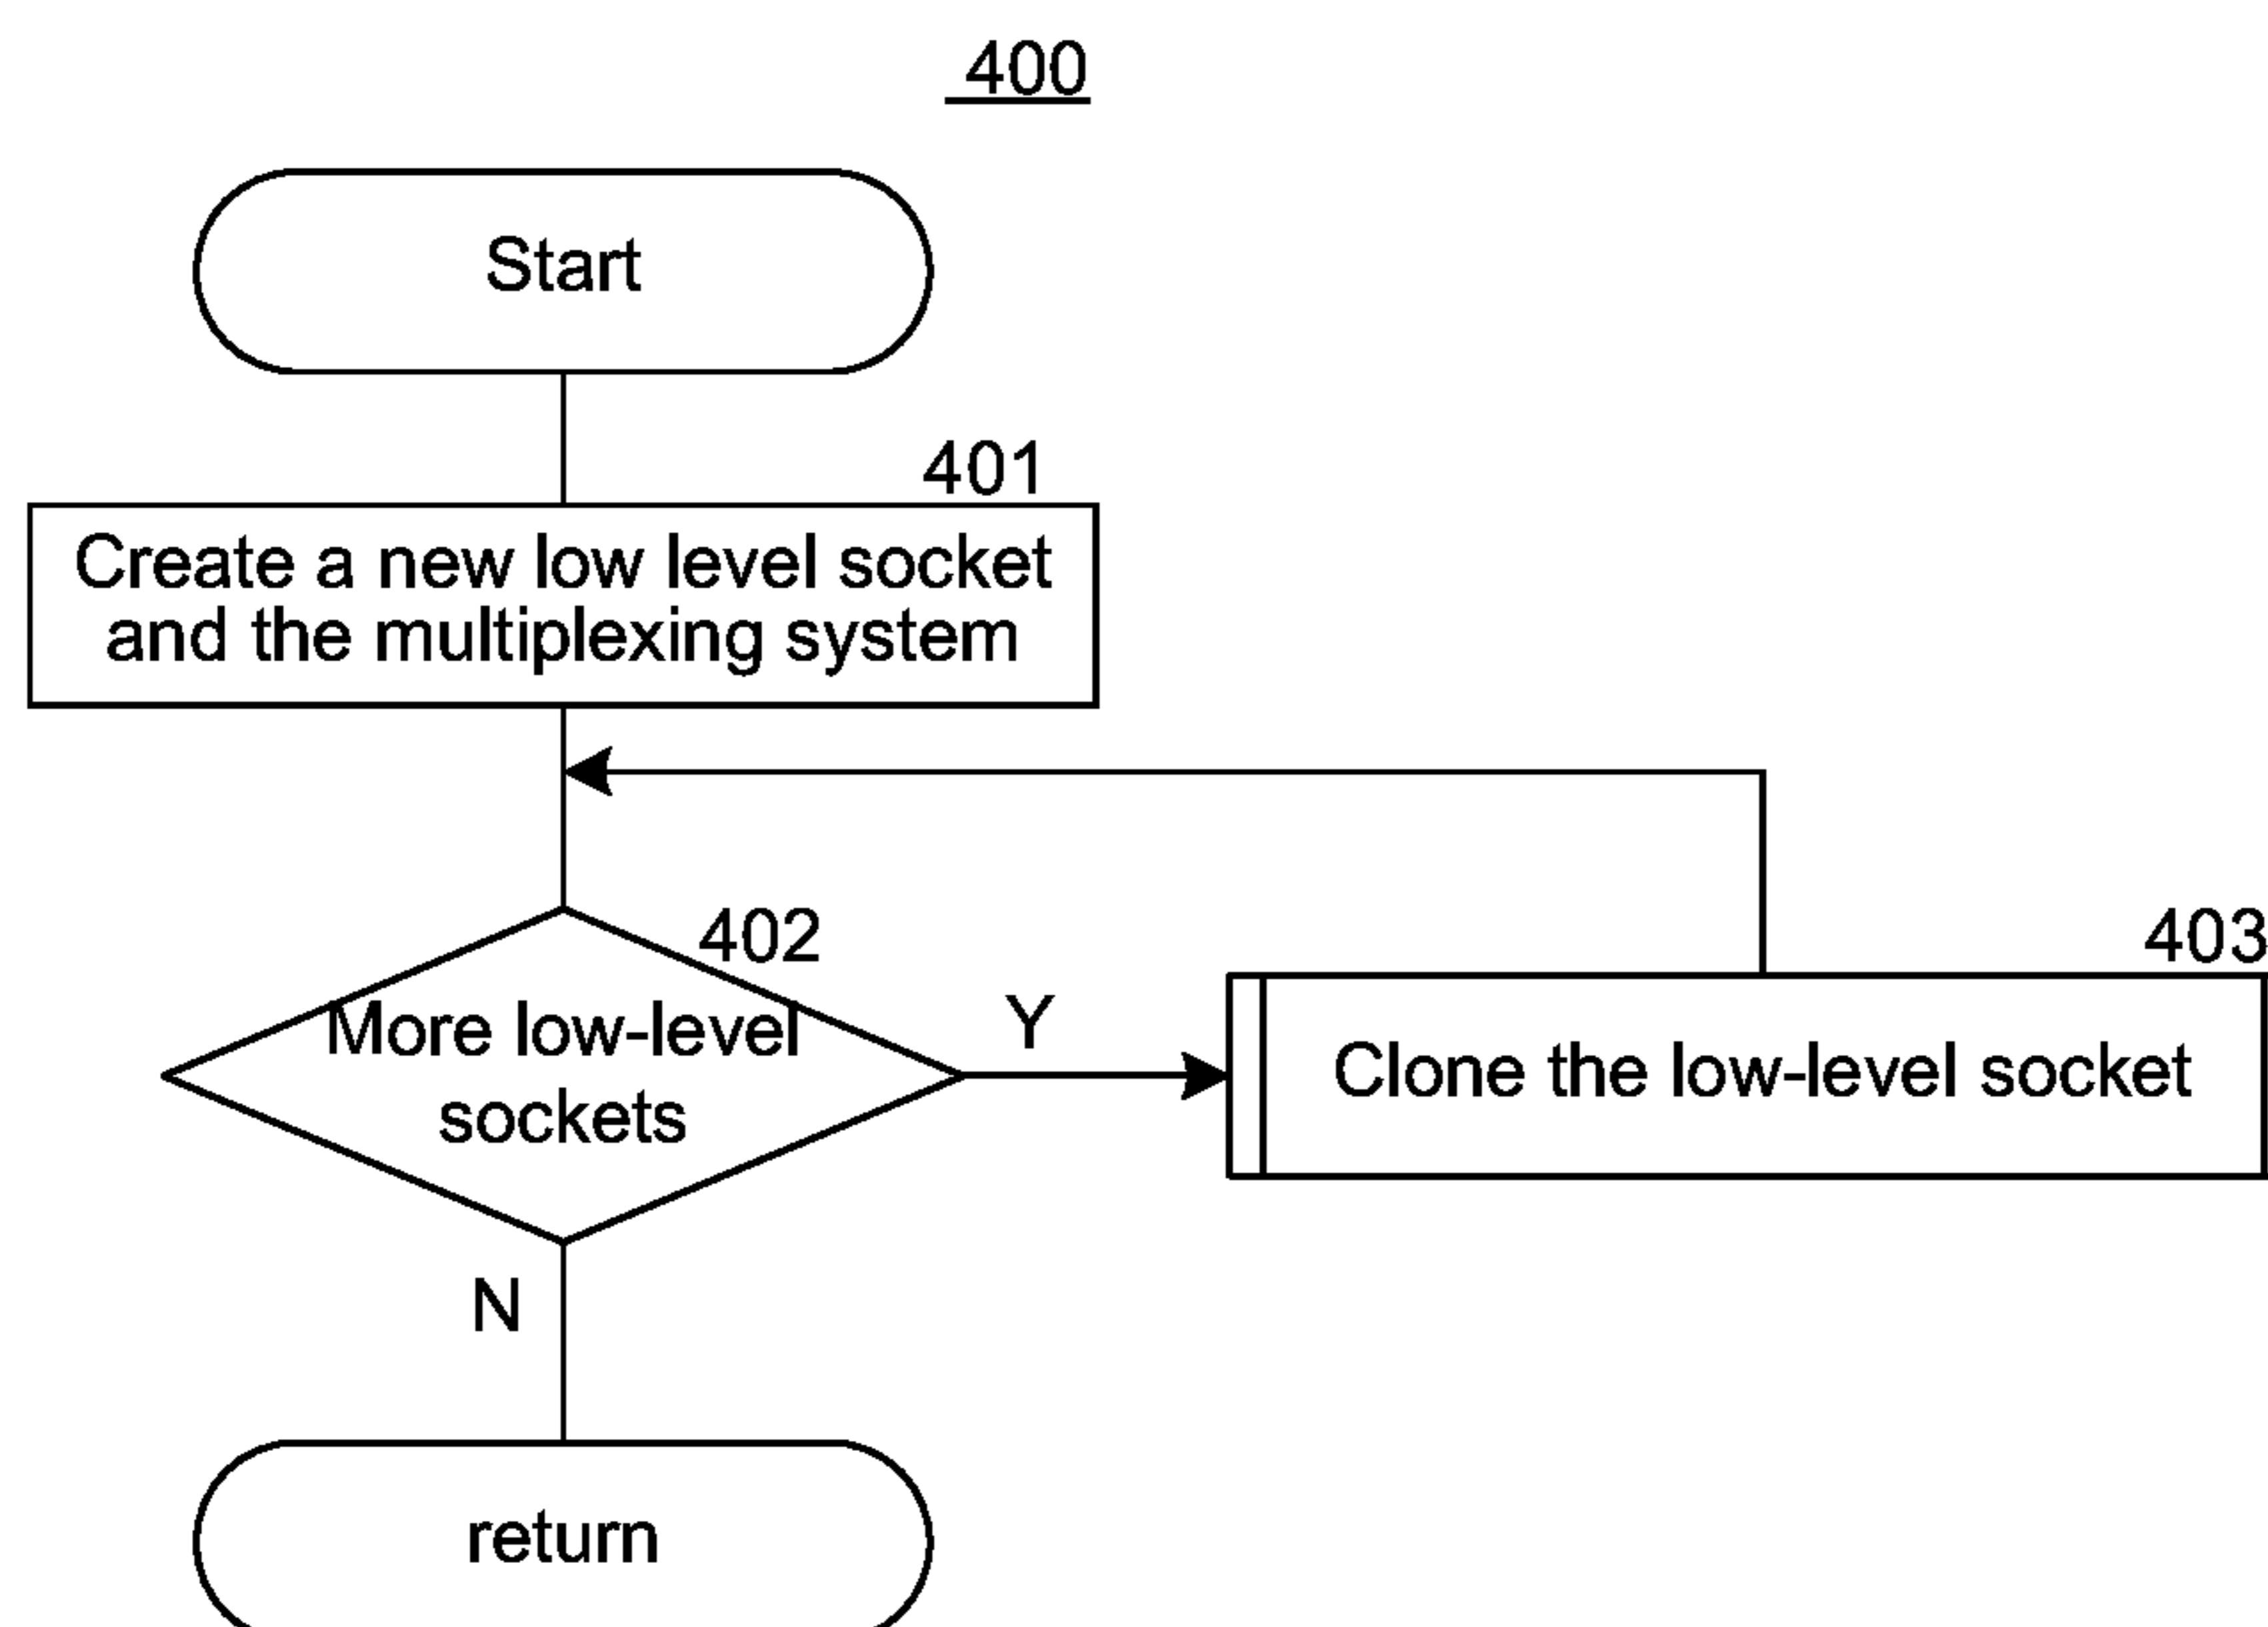 400
Start
401
Create a new low level socket
and the multiplexing system
402
403
More low-level
sockets
Y
Clone the low-level socket
N
return